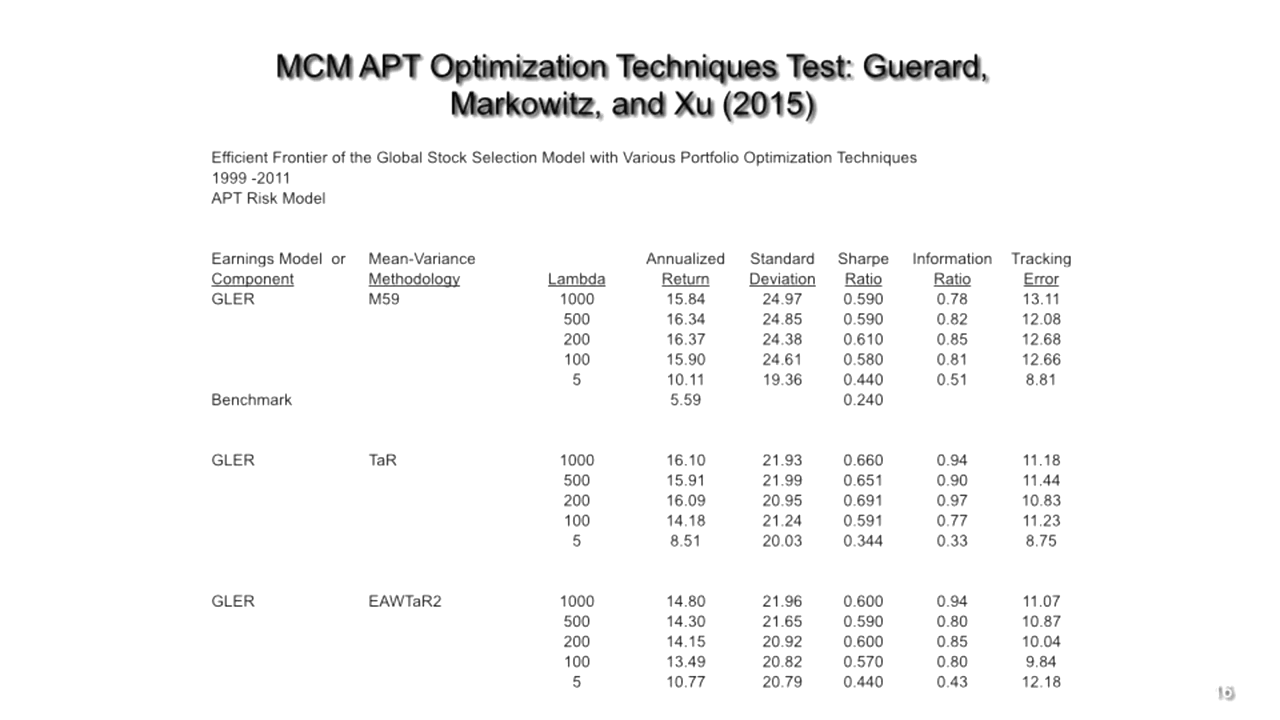 MCM APT Optimization Techniques Test: Guerard,
Markowitz, and Xu (2015)
Efficient Frontier of the Global Stock Selection Model with Various Portfolio Optimization Techniques
1999 -2011
APT Risk Model
Earnings Model or Mean-Variance Annualized Standard Sharpe Information Tracking
Component Methodology Lambda Return Deviation Ratio Ratio Error
GLER M59 1000 15.84 24.97 0.590 0.78 13.11
500 16.34 24.85 0.590 0.82 12.08
200 16.37 24.38 0.610 0.85 12.68
100 15.90 24.61 0.580 0.81 12.66
5 10.11 19.36 0.440 0.51 8.81
Benchmark 5.59 0.240
GLER TaR 1000 16.10 21.93 0.660 0.94 11.18
500 15.91 21.99 0.651 0.90 11.44
200 16.09 20.95 0.691 0.97 10.83
100 14.18 21.24 0.591 0.77 11.23
5 8.51 20.03 0.344 0.33 8.75
GLER EAWTaR2 1000 14.80 21.96 0.600 0.94 11.07
500 14.30 21.65 0.590 0.80 10.87
200 14.15 20.92 0.600 0.85 10.04
100 13.49 20.82 0.570 0.80 9.84
5 10.77 20.79 0.440 0.43 12.18
16